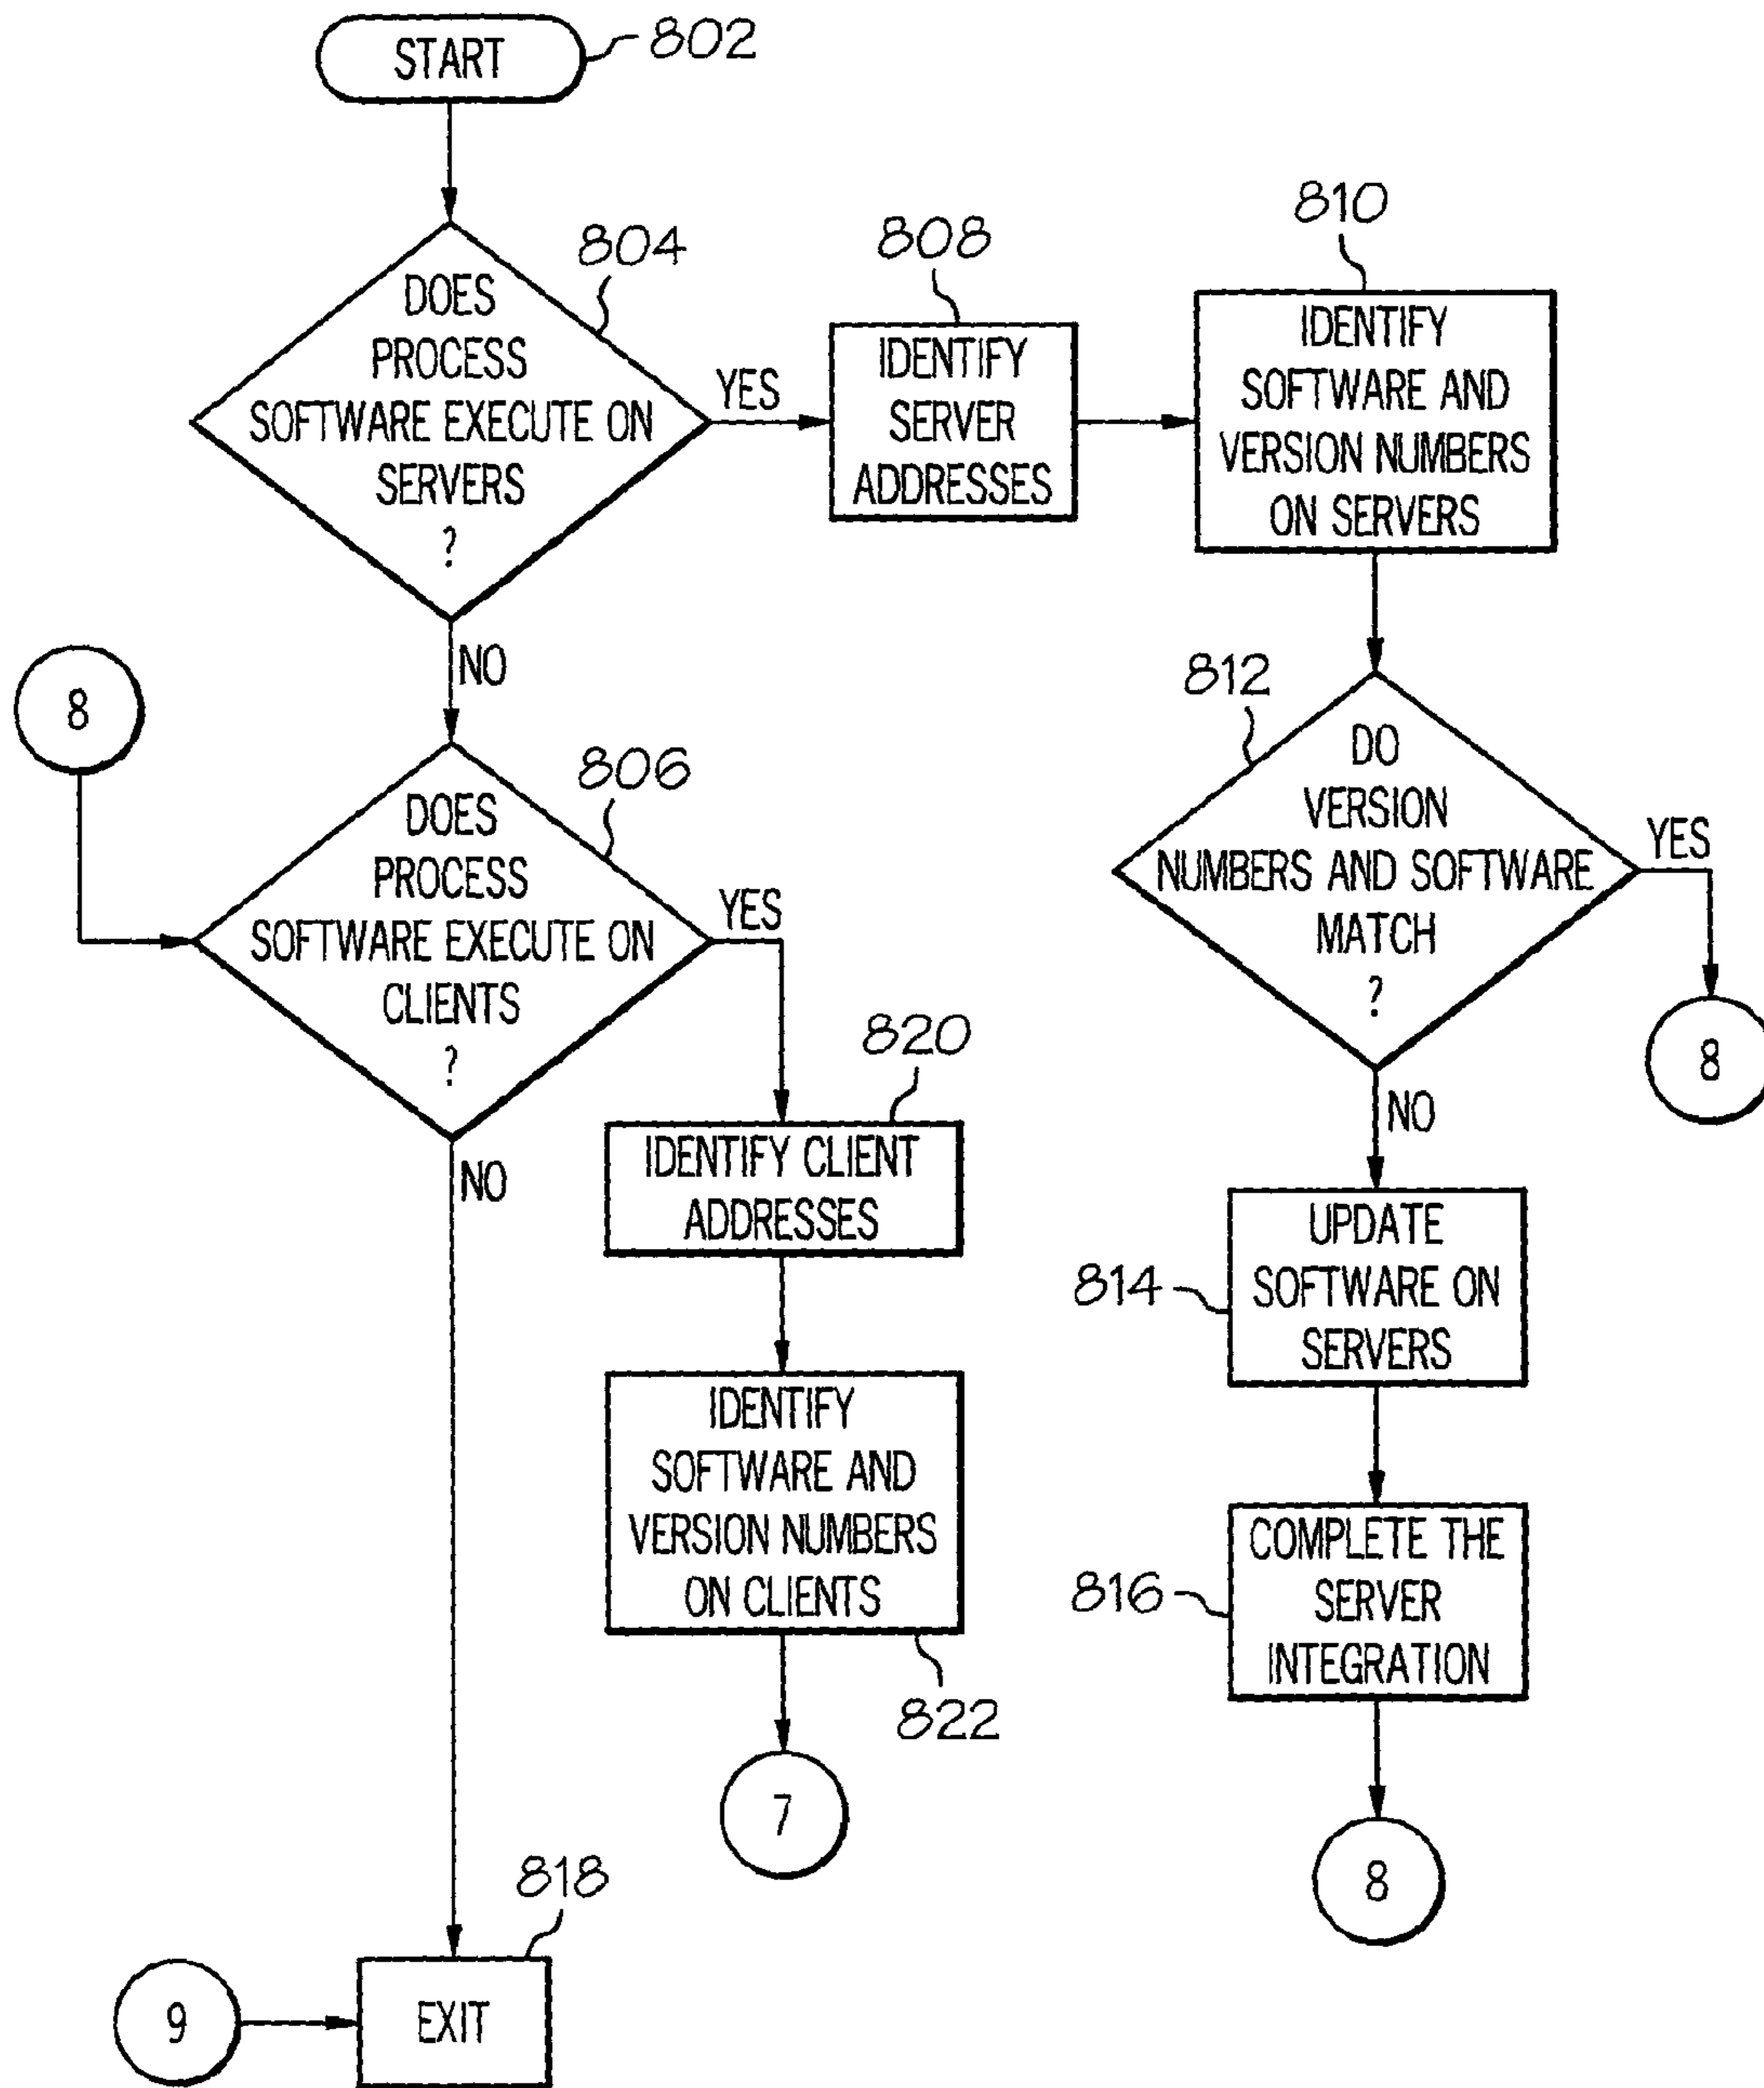 START
802
DOES
PROCESS
SOFTWARE EXECUTE ON
SERVERS
?
804
YES
NO
808
IDENTIFY
SERVER
ADDRESSES
810
IDENTIFY
SOFTWARE AND
VERSION NUMBERS
ON SERVERS
8
DOES
PROCESS
SOFTWARE EXECUTE ON
CLIENTS
?
806
YES
NO
812
DO
VERSION
NUMBERS AND SOFTWARE
MATCH
?
YES
8
NO
820
IDENTIFY CLIENT
ADDRESSES
814
UPDATE
SOFTWARE ON
SERVERS
IDENTIFY
SOFTWARE AND
VERSION NUMBERS
ON CLIENTS
822
7
816
COMPLETE THE
SERVER
INTEGRATION
8
818
9
EXIT